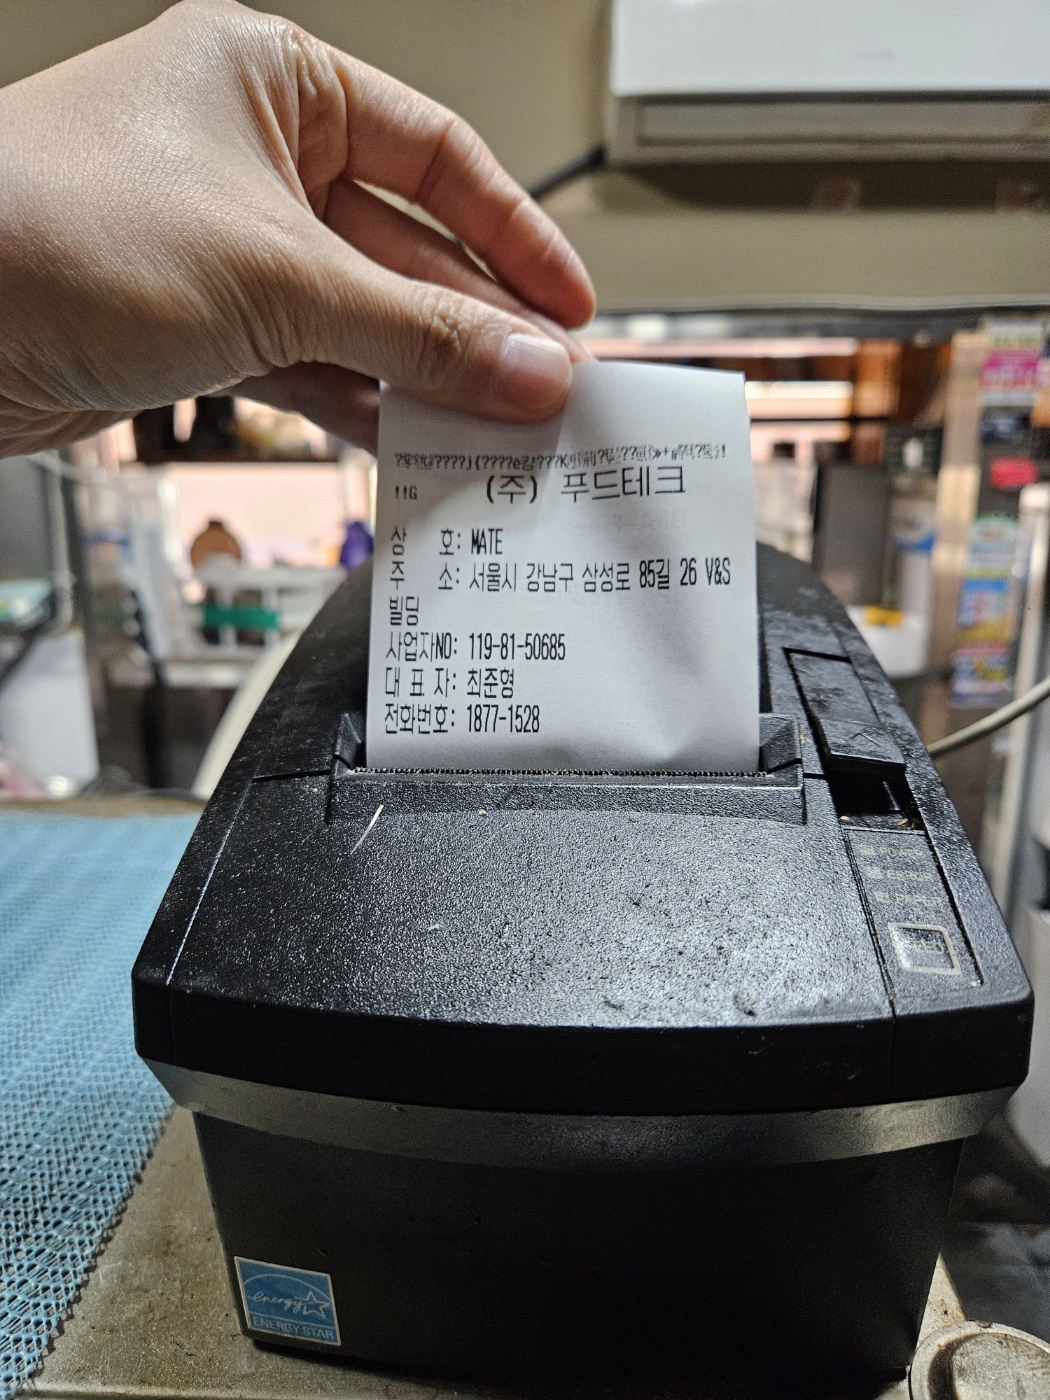 !!G (주) 푸드테크
상 호: MATE
주 소: 서울시 강남구 삼성로 85길 26 V&S
빌딩
사업자NO: 119-81-50685
대 표 자: 최준형
전화번호: 1877-1528
energy
ENERGY STAR